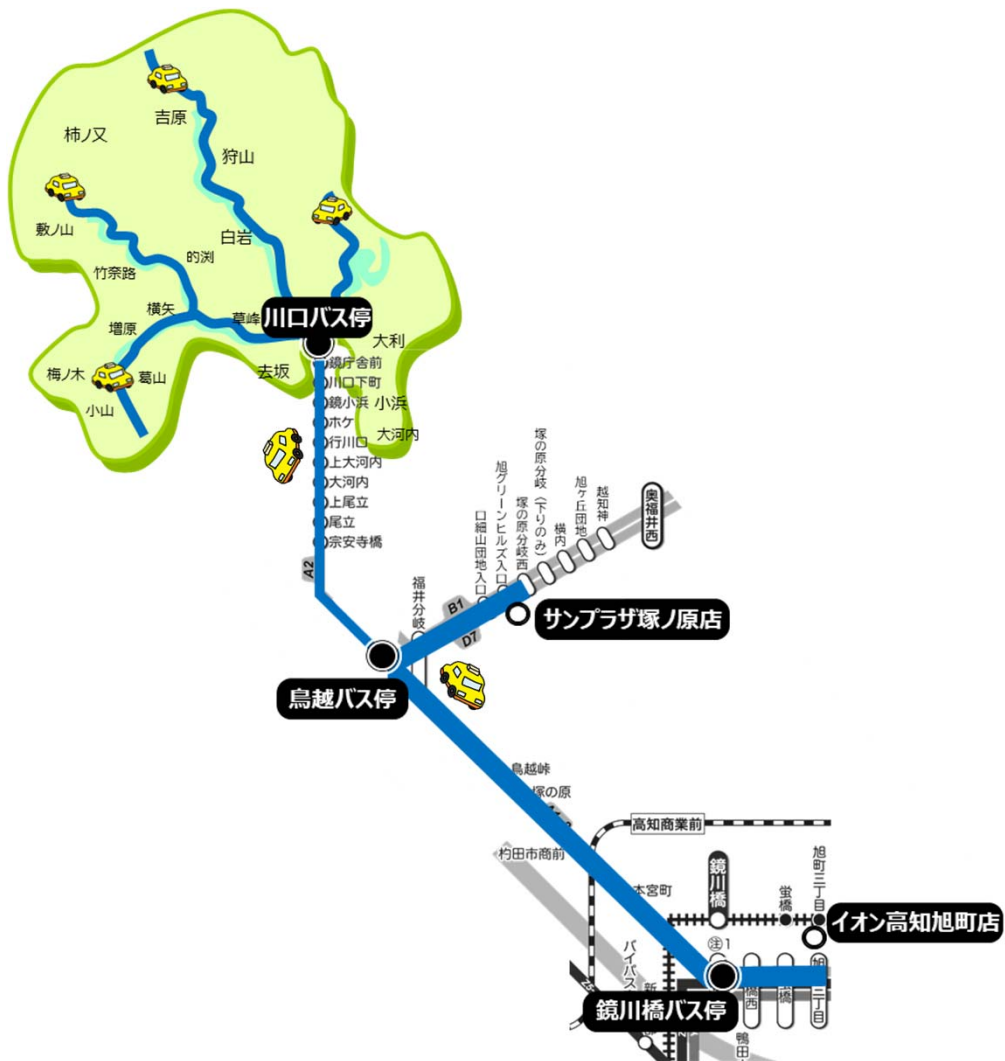 吉原
柿ノ又
狩山
敷ノ山
白岩
的渕
竹奈路
横矢
増原
草峰
川口バス停
大利
梅ノ木
葛山
去坂
小山
鏡庁舎前
川口下町
鏡小浜
小浜
ホケ
大河内
行川口
上大河内
大河内
上尾立
尾立
宗安寺橋
A2
福井分岐
口細山団地入口
旭グリーンヒルズ入口
塚の原分岐西
塚の原分岐(下りのみ)
横内
旭ヶ丘団地
越知神
奥福井西
B1
D7
サンプラザ塚ノ原店
鳥越バス停
鳥越峠
塚の原
杓田市商前
高知商業前
本宮町
鏡川橋
蛍橋
旭町三丁目
イオン高知旭町店
注1
バイパス
鏡川橋バス停
鴨田